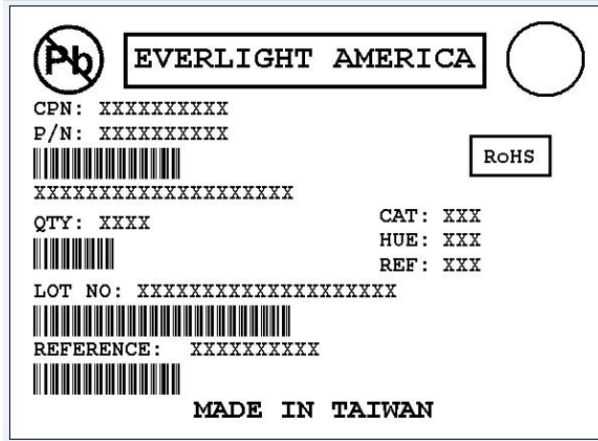 Pb
EVERLIGHT AMERICA
CPN: XXXXXXXXXX
P/N: XXXXXXXXXX
RoHS
XXXXXXXXXXXXXXXXXXXX
QTY: XXXX
CAT: XXX
HUE: XXX
REF: XXX
LOT NO: XXXXXXXXXXXXXXXXXXXX
REFERENCE: XXXXXXXXXX
MADE IN TAIWAN